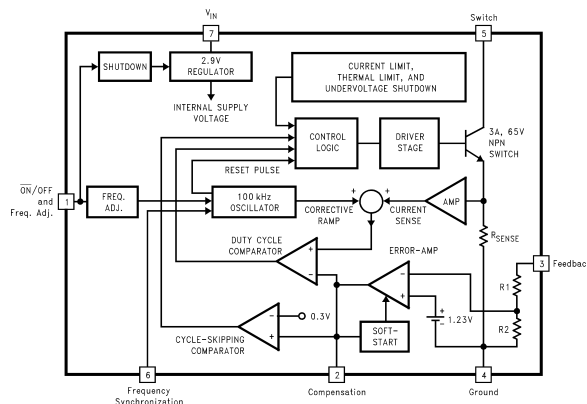 V_IN
Switch
7
5
SHUTDOWN
2.9V
REGULATOR
CURRENT LIMIT,
THERMAL LIMIT, AND
UNDERVOLTAGE SHUTDOWN
INTERNAL SUPPLY
VOLTAGE
CONTROL
LOGIC
DRIVER
STAGE
3A, 65V
NPN
SWITCH
RESET PULSE
ON/OFF
and
Freq. Adj.
1
FREQ.
ADJ.
100 kHz
OSCILLATOR
+
+
CORRECTIVE
RAMP
CURRENT
SENSE
AMP
R_SENSE
DUTY CYCLE
COMPARATOR
+
−
ERROR-AMP
−
+
3
Feedbac
R1
R2
+
−
1.23V
CYCLE-SKIPPING
COMPARATOR
−
+
0.3V
SOFT-
START
6
2
4
Frequency
Synchronization
Compensation
Ground